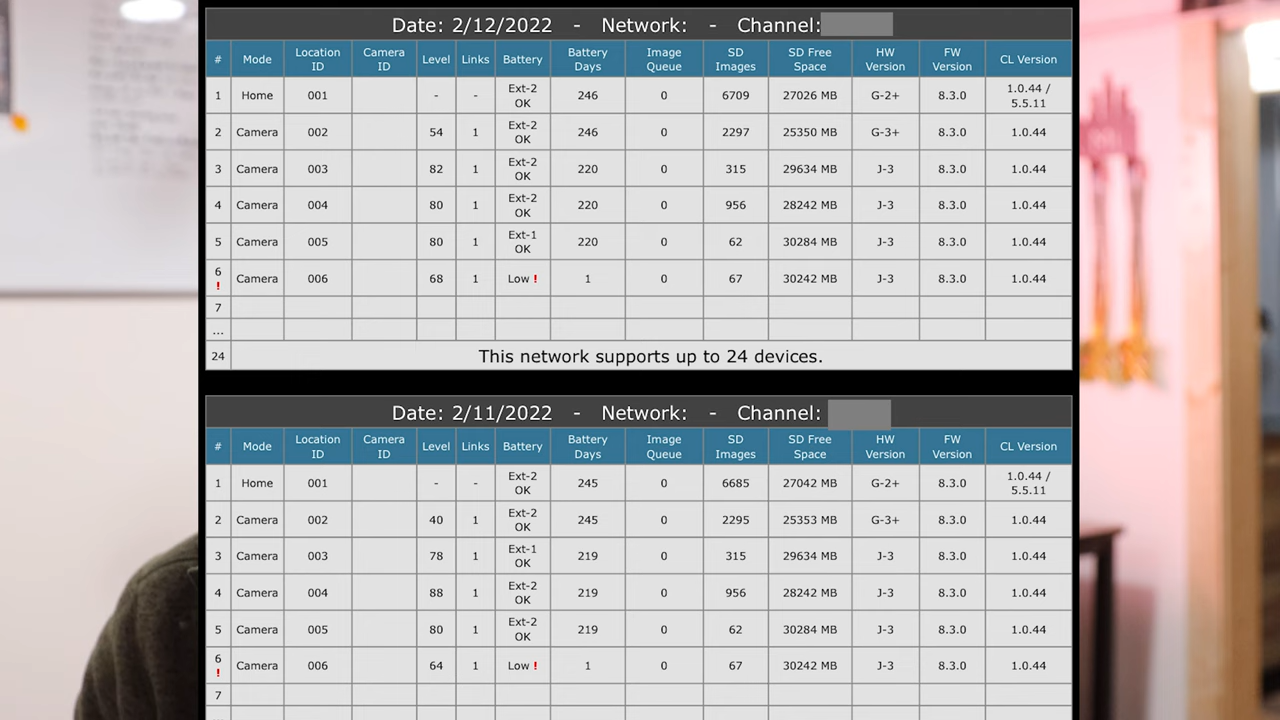 Date: 2/12/2022 - Network: - Channel:
# Mode Location ID Camera ID Level Links Battery Battery Days Image Queue SD Images SD Free Space HW Version FW Version CL Version
1 Home 001 - - Ext-2 OK 246 0 6709 27026 MB G-2+ 8.3.0 1.0.44 / 5.5.11
2 Camera 002 54 1 Ext-2 OK 246 0 2297 25350 MB G-3+ 8.3.0 1.0.44
3 Camera 003 82 1 Ext-2 OK 220 0 315 29634 MB J-3 8.3.0 1.0.44
4 Camera 004 80 1 Ext-2 OK 220 0 956 28242 MB J-3 8.3.0 1.0.44
5 Camera 005 80 1 Ext-1 OK 220 0 62 30284 MB J-3 8.3.0 1.0.44
6 ! Camera 006 68 1 Low ! 1 0 67 30242 MB J-3 8.3.0 1.0.44
7
...
24 This network supports up to 24 devices.
Date: 2/11/2022 - Network: - Channel:
# Mode Location ID Camera ID Level Links Battery Battery Days Image Queue SD Images SD Free Space HW Version FW Version CL Version
1 Home 001 - - Ext-2 OK 245 0 6685 27042 MB G-2+ 8.3.0 1.0.44 / 5.5.11
2 Camera 002 40 1 Ext-2 OK 245 0 2295 25353 MB G-3+ 8.3.0 1.0.44
3 Camera 003 78 1 Ext-1 OK 219 0 315 29634 MB J-3 8.3.0 1.0.44
4 Camera 004 88 1 Ext-2 OK 219 0 956 28242 MB J-3 8.3.0 1.0.44
5 Camera 005 80 1 Ext-2 OK 219 0 62 30284 MB J-3 8.3.0 1.0.44
6 ! Camera 006 64 1 Low ! 1 0 67 30242 MB J-3 8.3.0 1.0.44
7